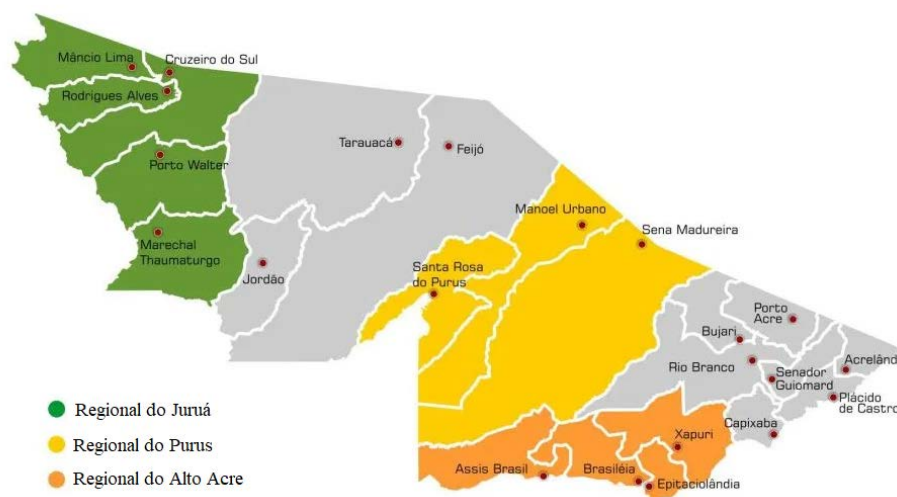 Mâncio Lima
Cruzeiro do Sul
Rodrigues Alves
Tarauacá
Feijó
Porto Walter
Manoel Urbano
Sena Madureira
Marechal
Thaumaturgo
Jordão
Santa Rosa
do Purus
Porto
Acre
Bujari
Rio Branco
Senador
Guiomard
Acrelând
Plácido
de Castro
Capixaba
Xapuri
Assis Brasil
Brasiléia
Epitaciolândia
Regional do Juruá
Regional do Purus
Regional do Alto Acre